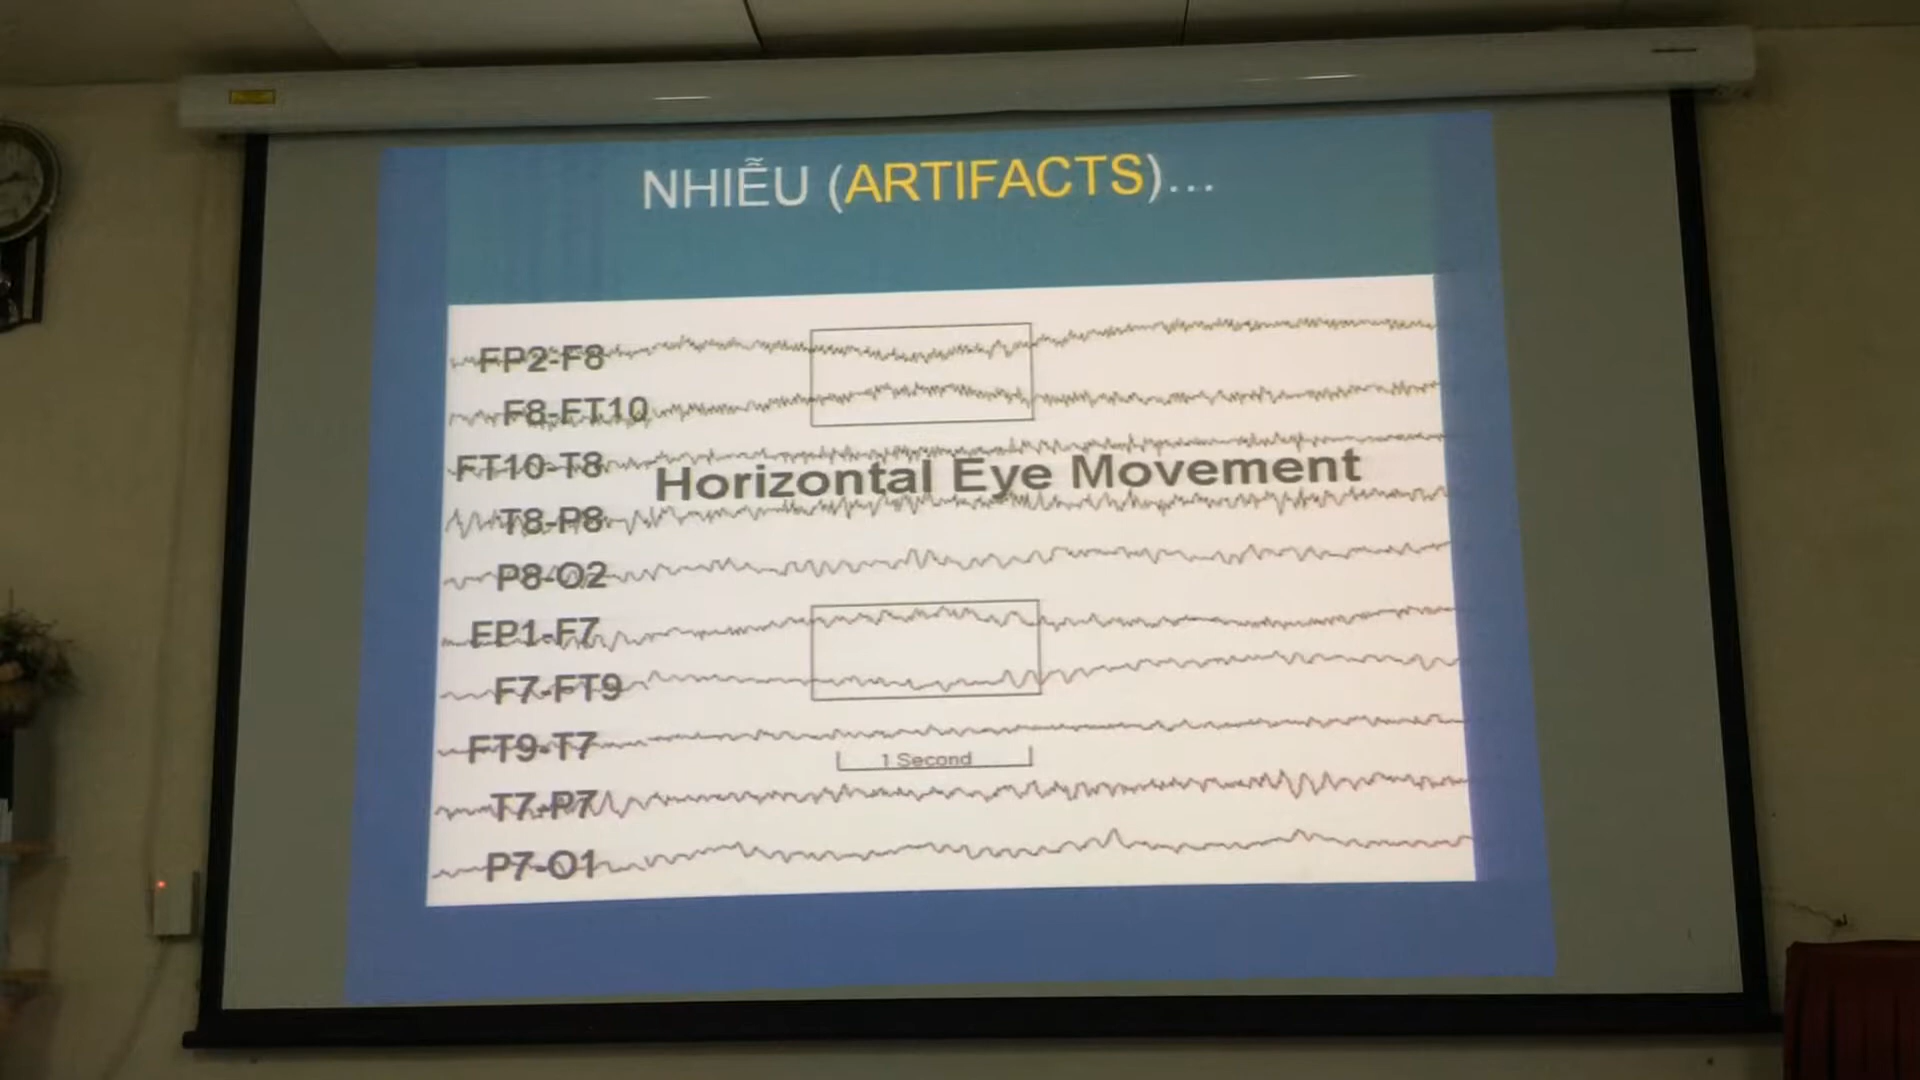 NHIỄU (ARTIFACTS)...
FP2-F8
F8-FT10
FT10-T8
Horizontal Eye Movement
T8-P8
P8-O2
FP1-F7
F7-FT9
FT9-T7
1 Second
T7-P7
P7-O1